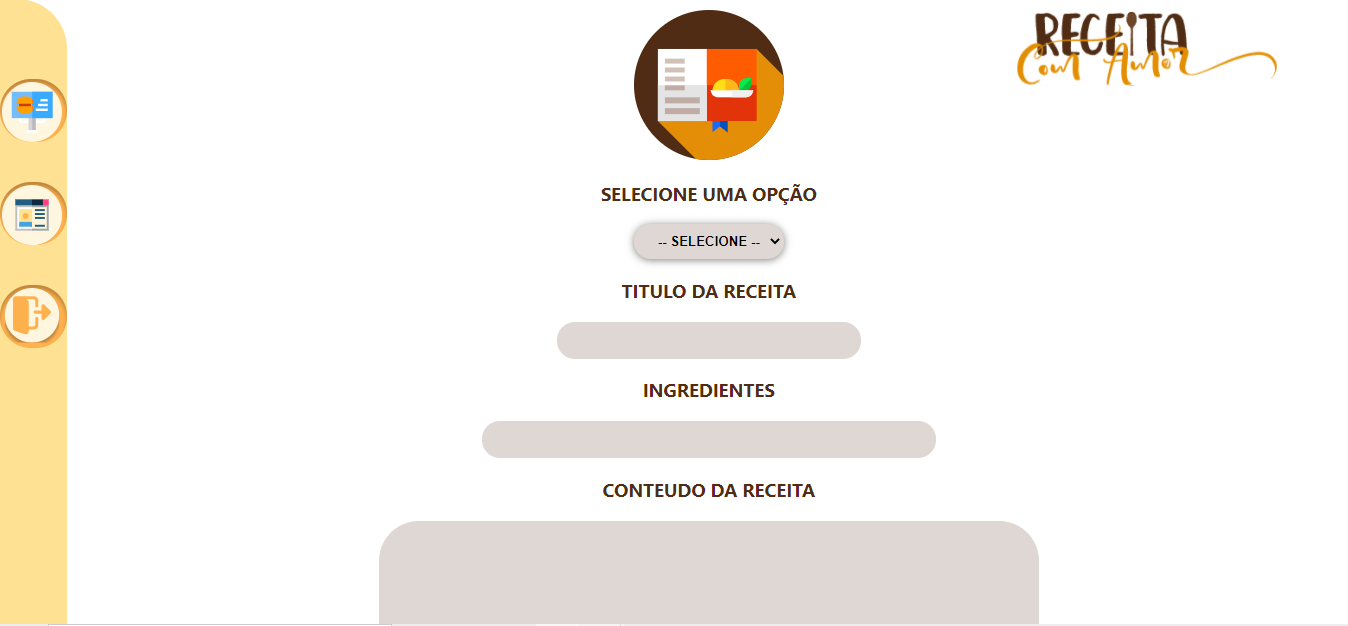 RECEITA
Com Amor
SELECIONE UMA OPÇÃO
-- SELECIONE --
TITULO DA RECEITA
INGREDIENTES
CONTEUDO DA RECEITA